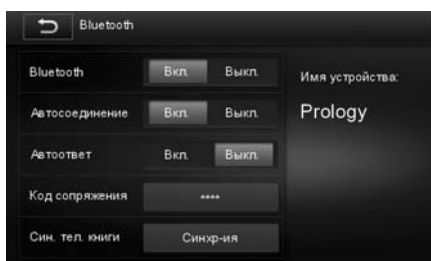 Bluetooth
Bluetooth Вкл. Выкл.
Имя устройства:
Автосоединение Вкл. Выкл.
Prology
Автоответ Вкл. Выкл.
Код сопряжения ****
Син. тел. книги Синхр-ия